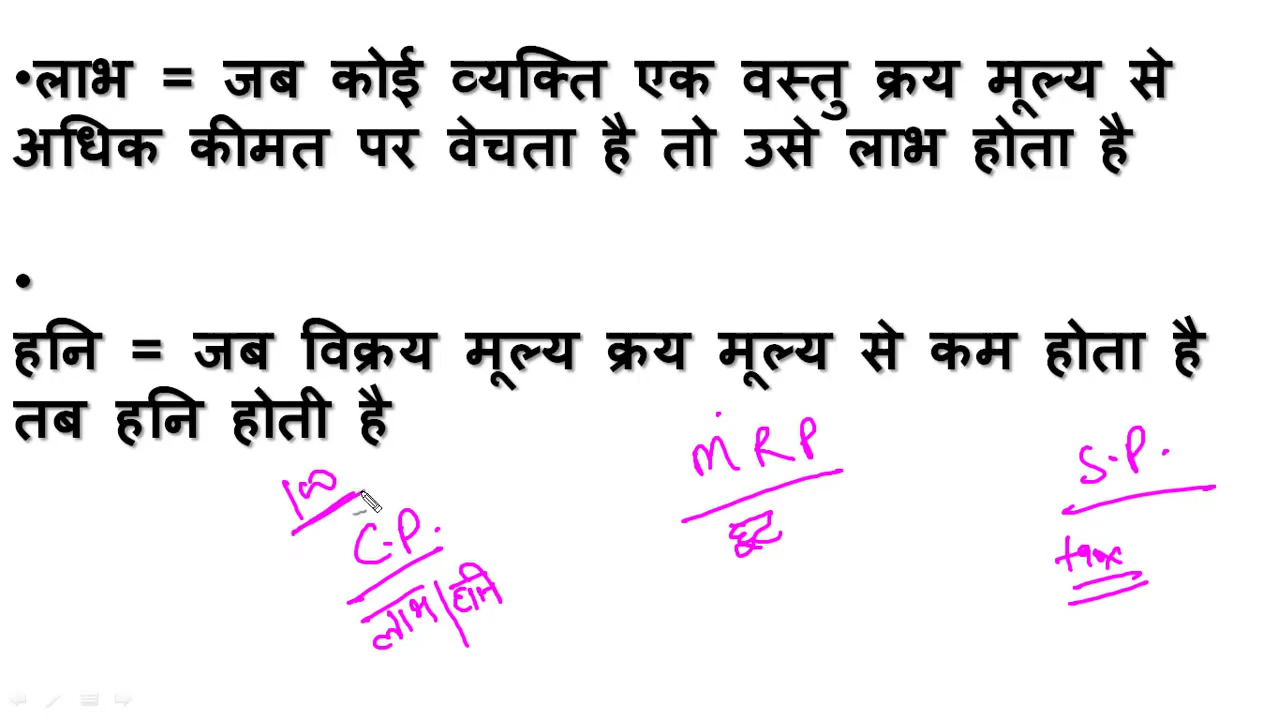 •लाभ = जब कोई व्यक्ति एक वस्तु क्रय मूल्य से
अधिक कीमत पर वेचता है तो उसे लाभ होता है
•
हनि = जब विक्रय मूल्य क्रय मूल्य से कम होता है
तब हनि होती है
M R P
S.P.
100
C.P.
छूट
tax
लाभ/हानि